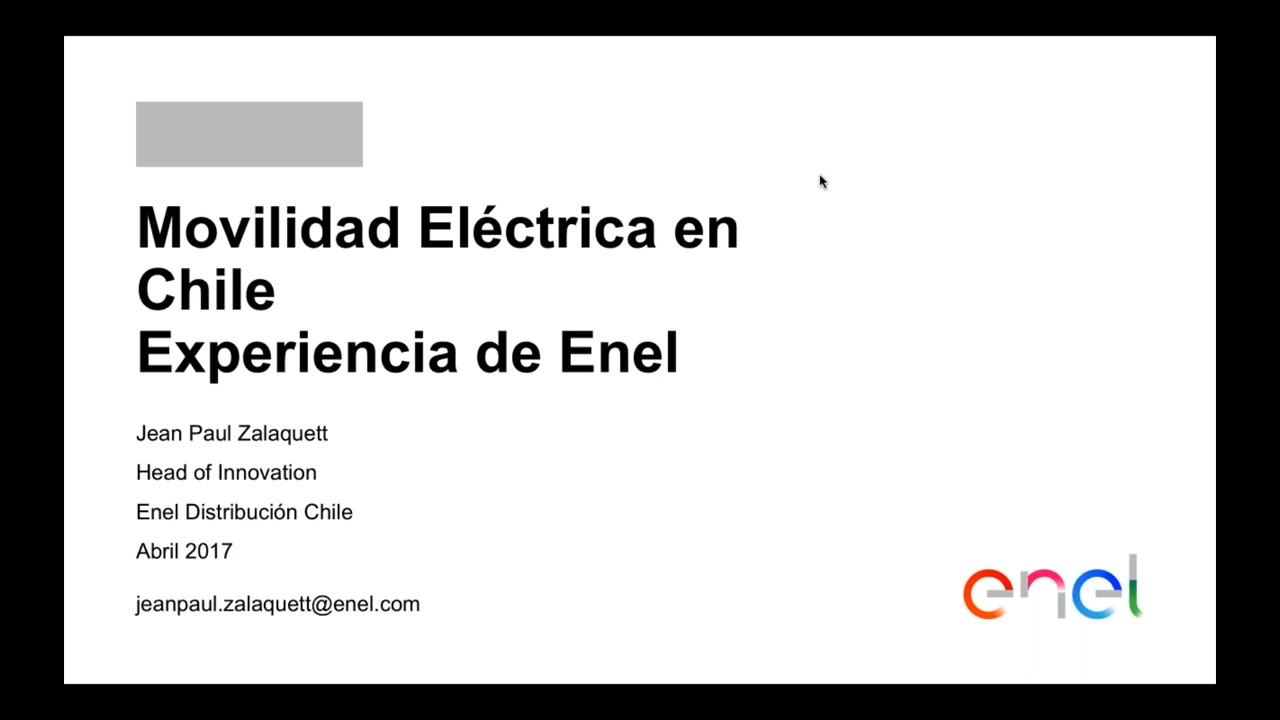 Movilidad Eléctrica en
Chile
Experiencia de Enel
Jean Paul Zalaquett
Head of Innovation
Enel Distribución Chile
Abril 2017
jeanpaul.zalaquett@enel.com
enel